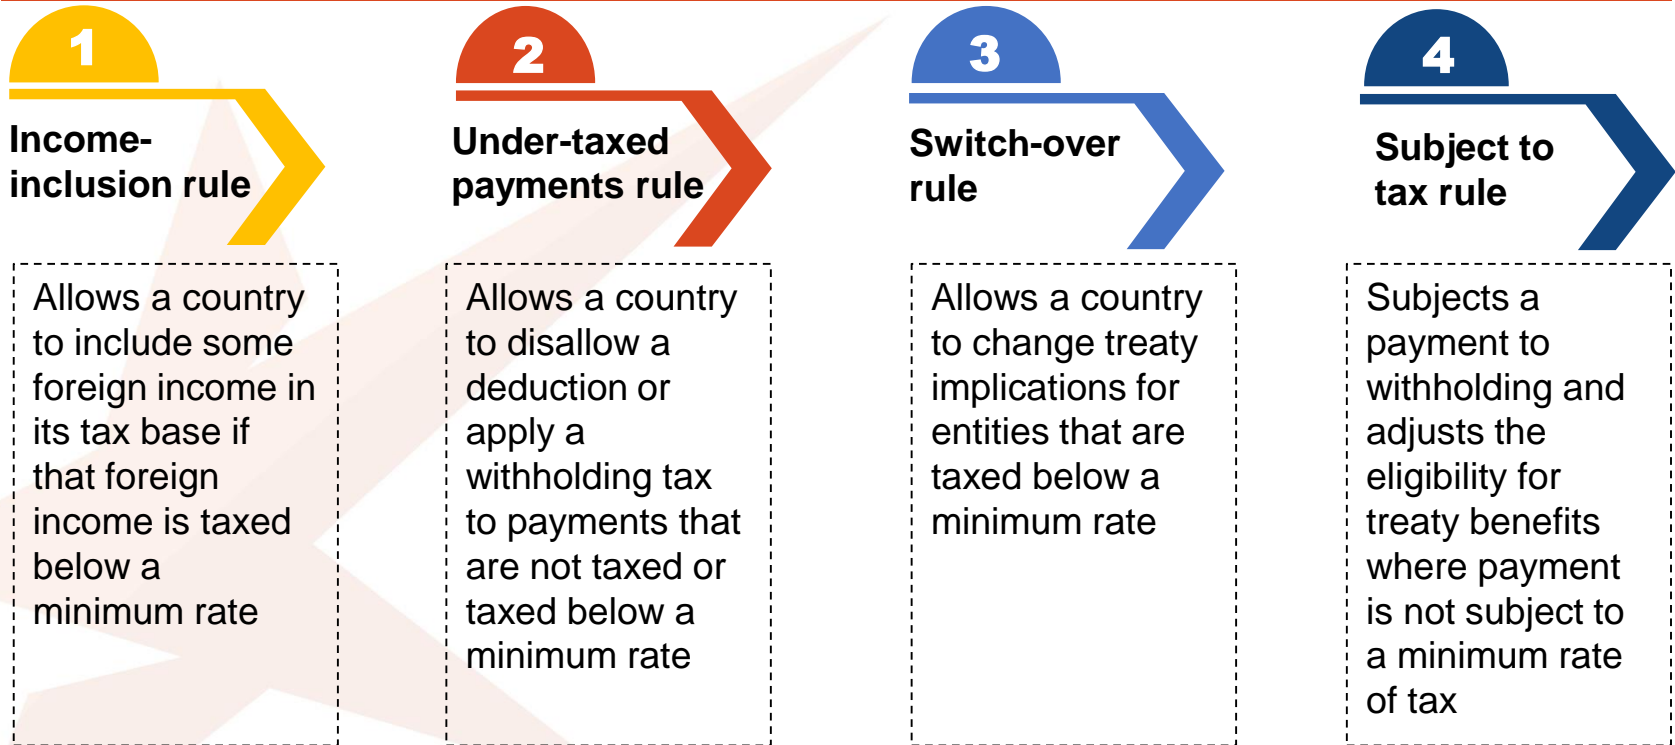 1
Income-
inclusion rule
Allows a country
to include some
foreign income in
its tax base if
that foreign
income is taxed
below a
minimum rate
2
Under-taxed
payments rule
Allows a country
to disallow a
deduction or
apply a
withholding tax
to payments that
are not taxed or
taxed below a
minimum rate
3
Switch-over
rule
Allows a country
to change treaty
implications for
entities that are
taxed below a
minimum rate
4
Subject to
tax rule
Subjects a
payment to
withholding and
adjusts the
eligibility for
treaty benefits
where payment
is not subject to
a minimum rate
of tax